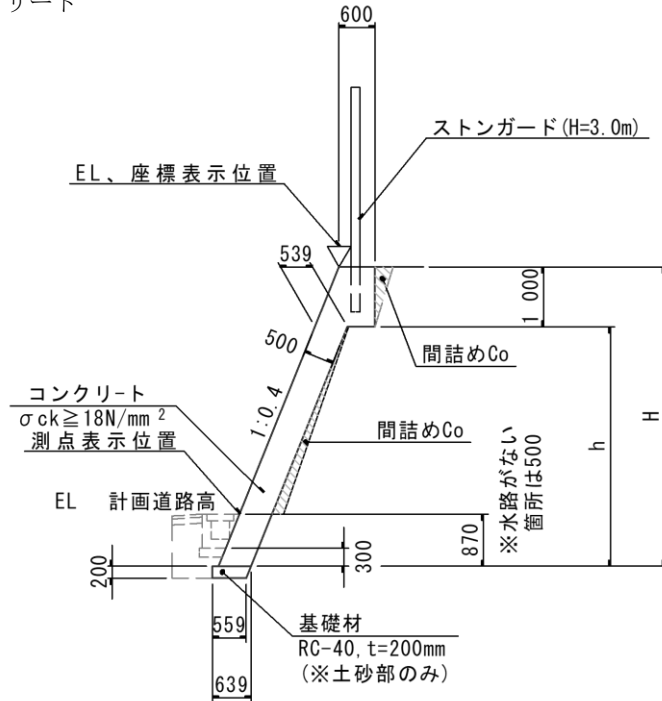 リート
600
ストンガード(H=3.0m)
EL、座標表示位置
539
1 000
500
間詰めCo
コンクリート
σck≧18N/mm2
測点表示位置
1:0.4
間詰めCo
※水路がない
箇所は500
h
H
EL 計画道路高
870
300
200
559
639
基礎材
RC-40, t=200mm
(※土砂部のみ)